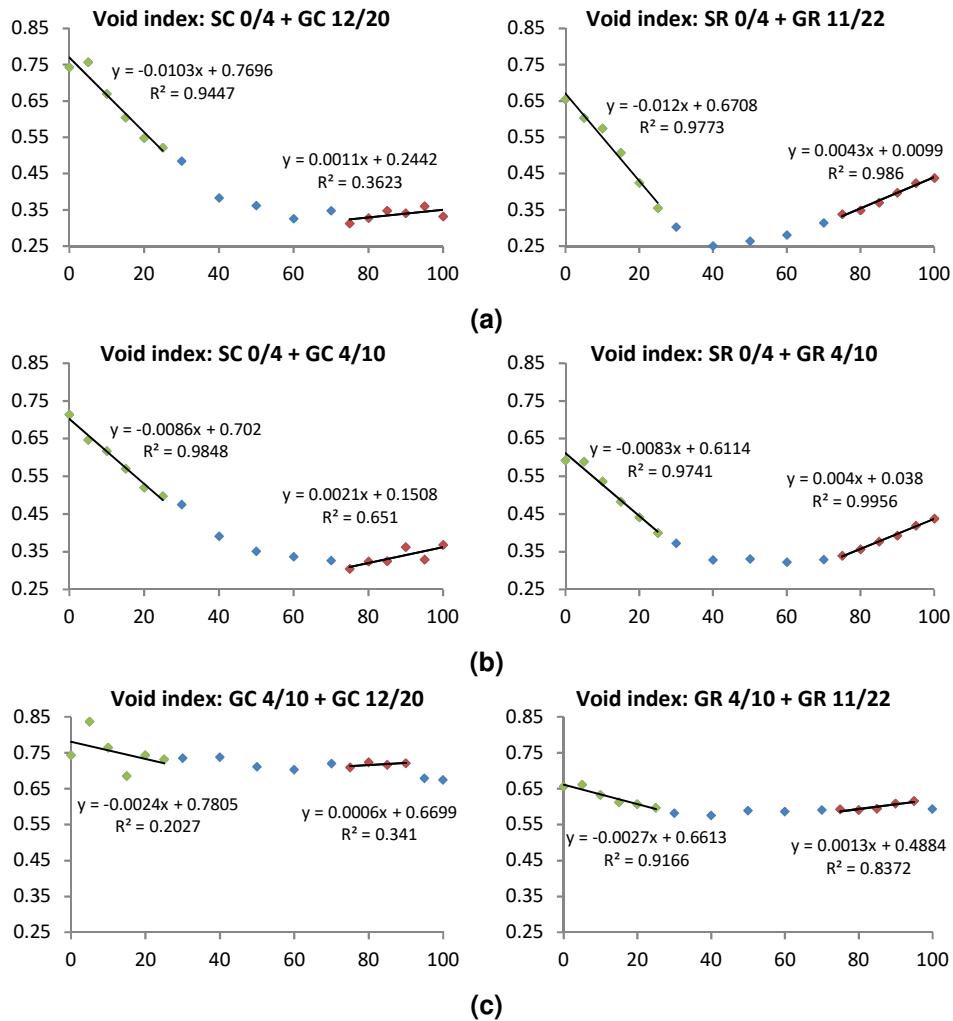 Void index: SC 0/4 + GC 12/20
0.85
0.75
0.65
0.55
0.45
0.35
0.25
y = -0.0103x + 0.7696
R² = 0.9447
y = 0.0011x + 0.2442
R² = 0.3623
0 20 40 60 80 100
Void index: SR 0/4 + GR 11/22
0.85
0.75
0.65
0.55
0.45
0.35
0.25
y = -0.012x + 0.6708
R² = 0.9773
y = 0.0043x + 0.0099
R² = 0.986
0 20 40 60 80 100
(a)
Void index: SC 0/4 + GC 4/10
0.85
0.75
0.65
0.55
0.45
0.35
0.25
y = -0.0086x + 0.702
R² = 0.9848
y = 0.0021x + 0.1508
R² = 0.651
0 20 40 60 80 100
Void index: SR 0/4 + GR 4/10
0.85
0.75
0.65
0.55
0.45
0.35
0.25
y = -0.0083x + 0.6114
R² = 0.9741
y = 0.004x + 0.038
R² = 0.9956
0 20 40 60 80 100
(b)
Void index: GC 4/10 + GC 12/20
0.85
0.75
0.65
0.55
0.45
0.35
0.25
y = -0.0024x + 0.7805
R² = 0.2027
y = 0.0006x + 0.6699
R² = 0.341
0 20 40 60 80 100
Void index: GR 4/10 + GR 11/22
0.85
0.75
0.65
0.55
0.45
0.35
0.25
y = -0.0027x + 0.6613
R² = 0.9166
y = 0.0013x + 0.4884
R² = 0.8372
0 20 40 60 80 100
(c)